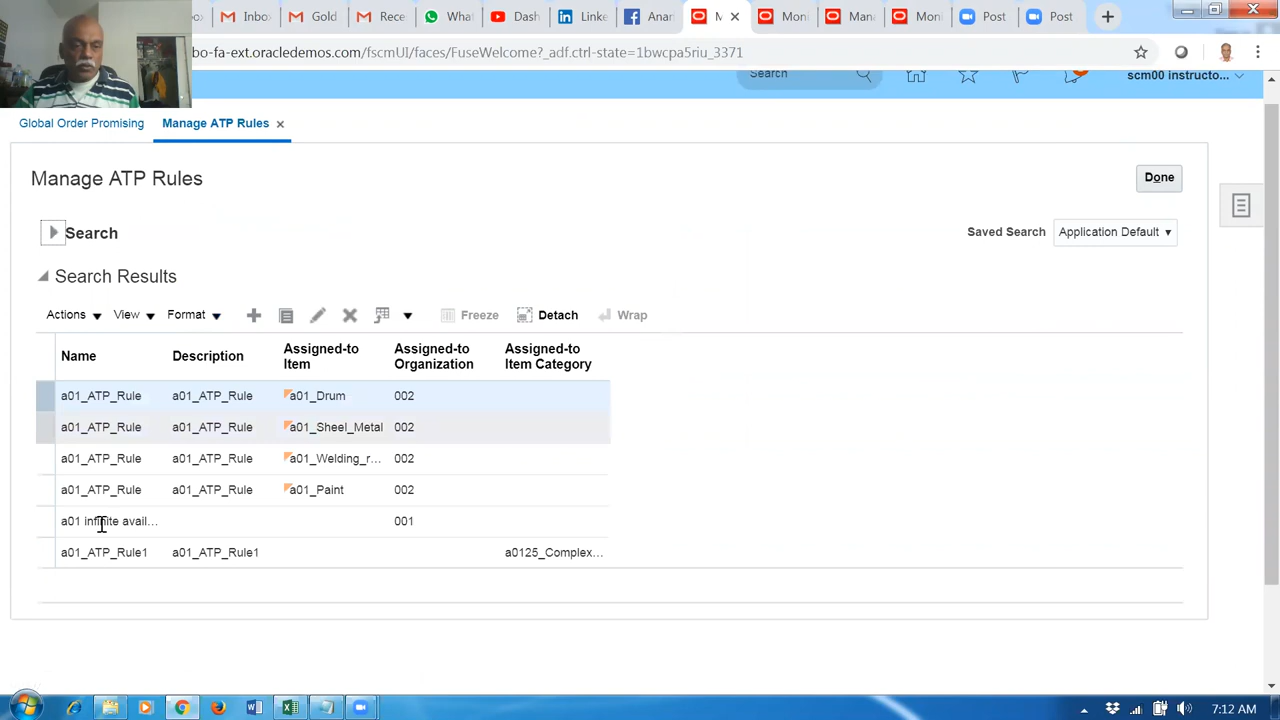 Inbo
Gold
Rece
Wha
Das
Linke
Anan
M
Mon
Man
Mon
Post
Post
bo-fa-ext.oracledemos.com/fscmUI/faces/FuseWelcome?_adf.ctrl-state=1bwcpa5riu_3371
Search
scm00 instructo...
Global Order Promising
Manage ATP Rules
Manage ATP Rules
Done
Search
Saved Search Application Default
Search Results
Actions View Format Freeze Detach Wrap
Name Description Assigned-to Item Assigned-to Organization Assigned-to Item Category
a01_ATP_Rule a01_ATP_Rule a01_Drum 002
a01_ATP_Rule a01_ATP_Rule a01_Sheel_Metal 002
a01_ATP_Rule a01_ATP_Rule a01_Welding_r... 002
a01_ATP_Rule a01_ATP_Rule a01_Paint 002
a01 infinite avail... 001
a01_ATP_Rule1 a01_ATP_Rule1 a0125_Complex...
7:12 AM